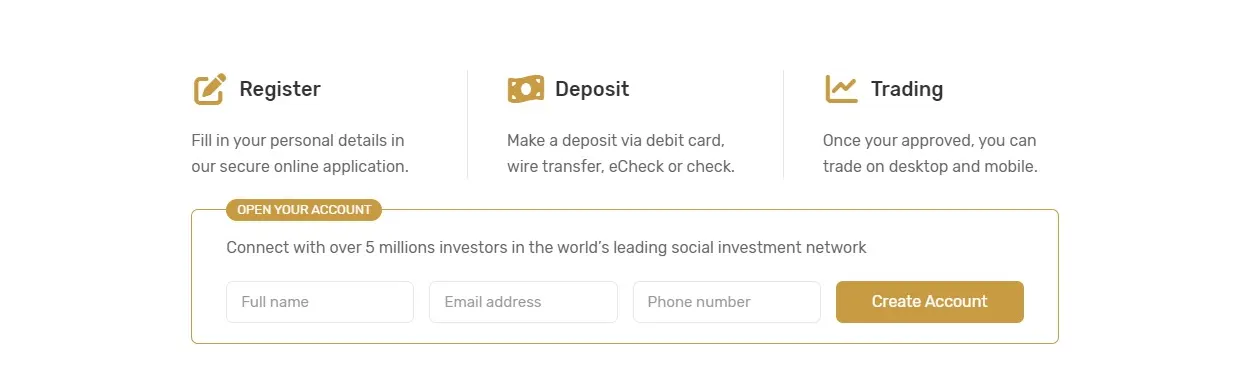 Register
Fill in your personal details in
our secure online application.
Deposit
Make a deposit via debit card,
wire transfer, eCheck or check.
Trading
Once your approved, you can
trade on desktop and mobile.
OPEN YOUR ACCOUNT
Connect with over 5 millions investors in the world’s leading social investment network
Full name
Email address
Phone number
Create Account